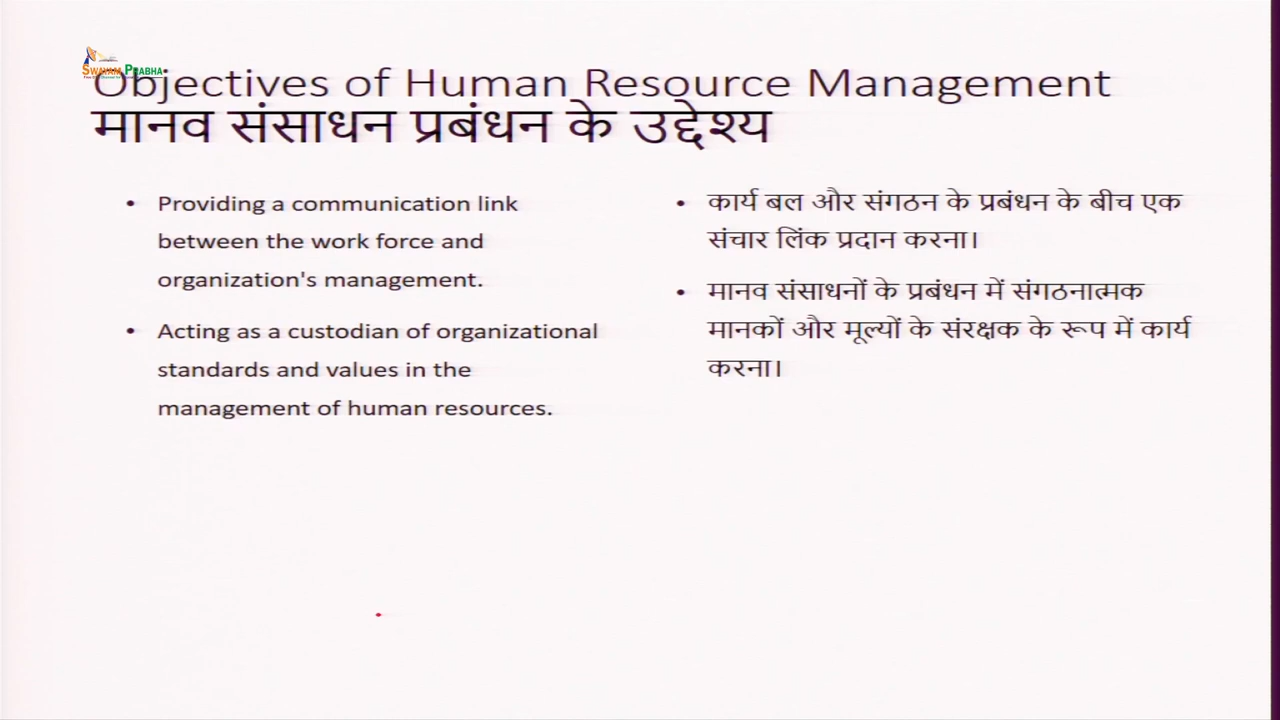 SWAYAM PRABHA
Objectives of Human Resource Management
मानव संसाधन प्रबंधन के उद्देश्य
• Providing a communication link
between the work force and
organization's management.
• Acting as a custodian of organizational
standards and values in the
management of human resources.
• कार्य बल और संगठन के प्रबंधन के बीच एक
संचार लिंक प्रदान करना।
• मानव संसाधनों के प्रबंधन में संगठनात्मक
मानकों और मूल्यों के संरक्षक के रूप में कार्य
करना।